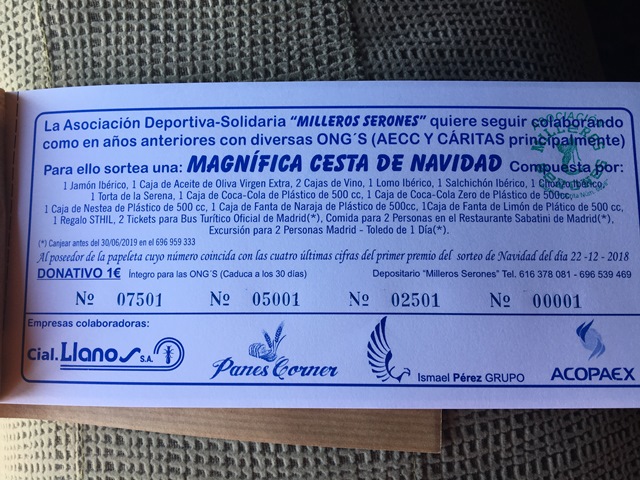 La Asociación Deportiva-Solidaria "MILLEROS SERONES" quiere seguir colaborando
como en años anteriores con diversas ONG´S (AECC Y CÁRITAS principalmente)
Para ello sortea una: MAGNÍFICA CESTA DE NAVIDAD Compuesta por:
1 Jamón Ibérico, 1 Caja de Aceite de Oliva Virgen Extra, 2 Cajas de Vino, 1 Lomo Ibérico, 1 Salchichón Ibérico, 1 Chorizo Ibérico,
1 Torta de la Serena, 1 Caja de Coca-Cola de Plástico de 500 cc, 1 Caja de Coca-Cola Zero de Plástico de 500cc,
1 Caja de Nestea de Plástico de 500 cc, 1 Caja de Fanta de Naraja de Plástico de 500cc, 1 Caja de Fanta de Limón de Plático de 500 cc.
1 Regalo STHIL, 2 Tickets para Bus Turítico Oficial de Madrid(*), Comida para 2 Personas en el Restaurante Sabatini de Madrid(*),
Excursión para 2 Personas Madrid - Toledo de 1 Día(*).
(*) Canjear antes del 30/06/2019 en el 696 959 333
Al poseedor de la papeleta cuyo número coincida con las cuatro últimas cifras del primer premio del sorteo de Navidad del día 22 -12 - 2018
DONATIVO 1€ Íntegro para las ONG´S (Caduca a los 30 días) Depositario "Milleros Serones" Tel. 616 378 081 - 696 539 469
Nº 07501 Nº 05001 Nº 02501 Nº 00001
Empresas colaboradoras:
Cial. Llanos S.A.
Panes Corner
Ismael Pérez GRUPO
ACOPAEX
ASOCIACIÓN
MILLEROS